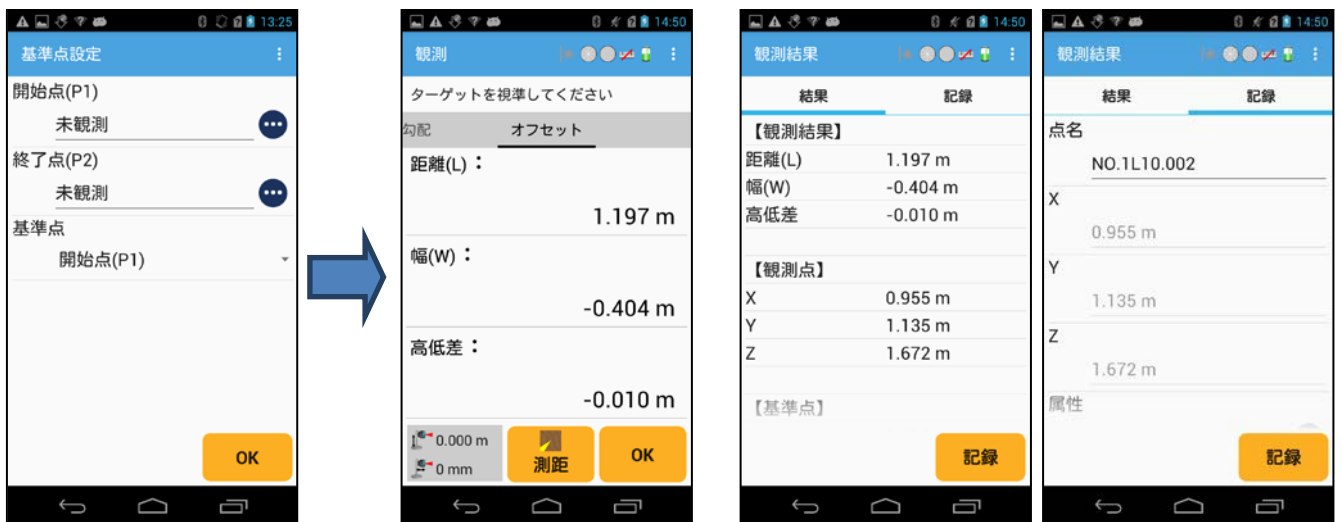 13:25
基準点設定
開始点(P1)
未観測
終了点(P2)
未観測
基準点
開始点(P1)
OK
14:50
観測
ターゲットを視準してください
勾配 オフセット
距離(L)：
1.197 m
幅(W)：
-0.404 m
高低差：
-0.010 m
0.000 m
0 mm
測距
OK
14:50
観測結果
結果 記録
【観測結果】
距離(L) 1.197 m
幅(W) -0.404 m
高低差 -0.010 m
【観測点】
X 0.955 m
Y 1.135 m
Z 1.672 m
【基準点】
記録
14:50
観測結果
結果 記録
点名
NO.1L10.002
X
0.955 m
Y
1.135 m
Z
1.672 m
属性
記録